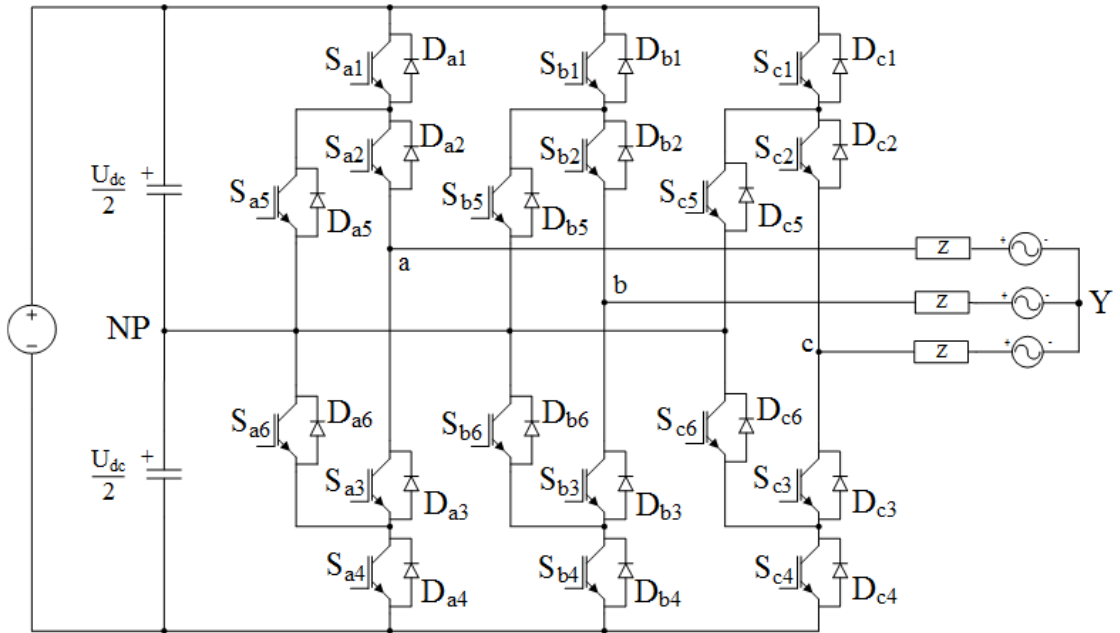 Sa1 Da1 Sb1 Db1 Sc1 Dc1
Sa2 Da2 Sb2 Db2 Sc2 Dc2
Udc/2 + Sa5 Da5 Sb5 Db5 Sc5 Dc5
a z + -
b z + - Y
+ - NP c z + -
Sa6 Da6 Sb6 Db6 Sc6 Dc6
Udc/2 + Sa3 Da3 Sb3 Db3 Sc3 Dc3
Sa4 Da4 Sb4 Db4 Sc4 Dc4